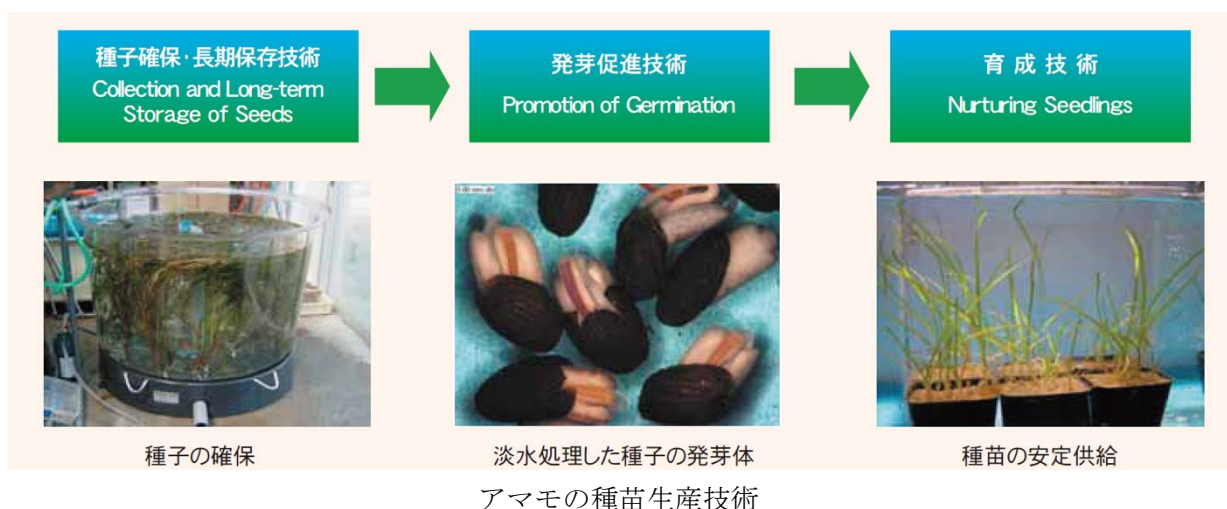 種子確保・長期保存技術
Collection and Long-term
Storage of Seeds
発芽促進技術
Promotion of Germination
育成技術
Nurturing Seedlings
種子の確保
淡水処理した種子の発芽体
種苗の安定供給
アマモの種苗生産技術